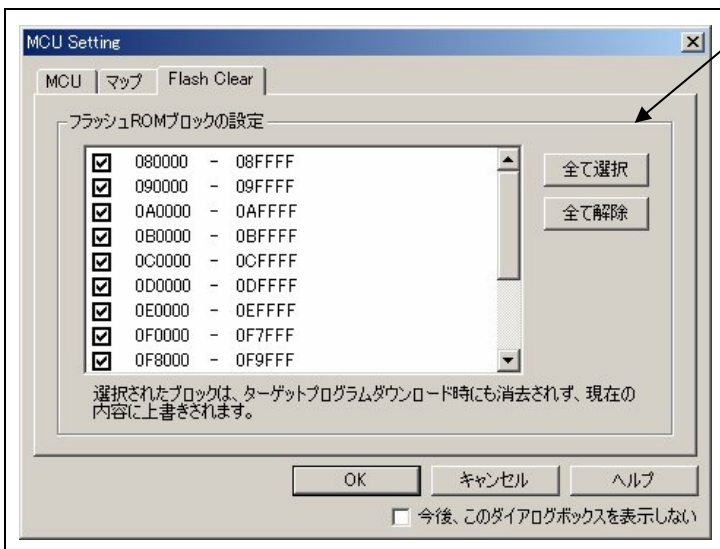 MCU Setting
MCU
マップ
Flash Clear
フラッシュROMブロックの設定
080000 - 08FFFF
090000 - 09FFFF
0A0000 - 0AFFFF
0B0000 - 0BFFFF
0C0000 - 0CFFFF
0D0000 - 0DFFFF
0E0000 - 0EFFFF
0F0000 - 0F7FFF
0F8000 - 0F9FFF
全て選択
全て解除
選択されたブロックは、ターゲットプログラムダウンロード時にも消去されず、現在の
内容に上書きされます。
OK
キャンセル
ヘルプ
今後、このダイアログボックスを表示しない